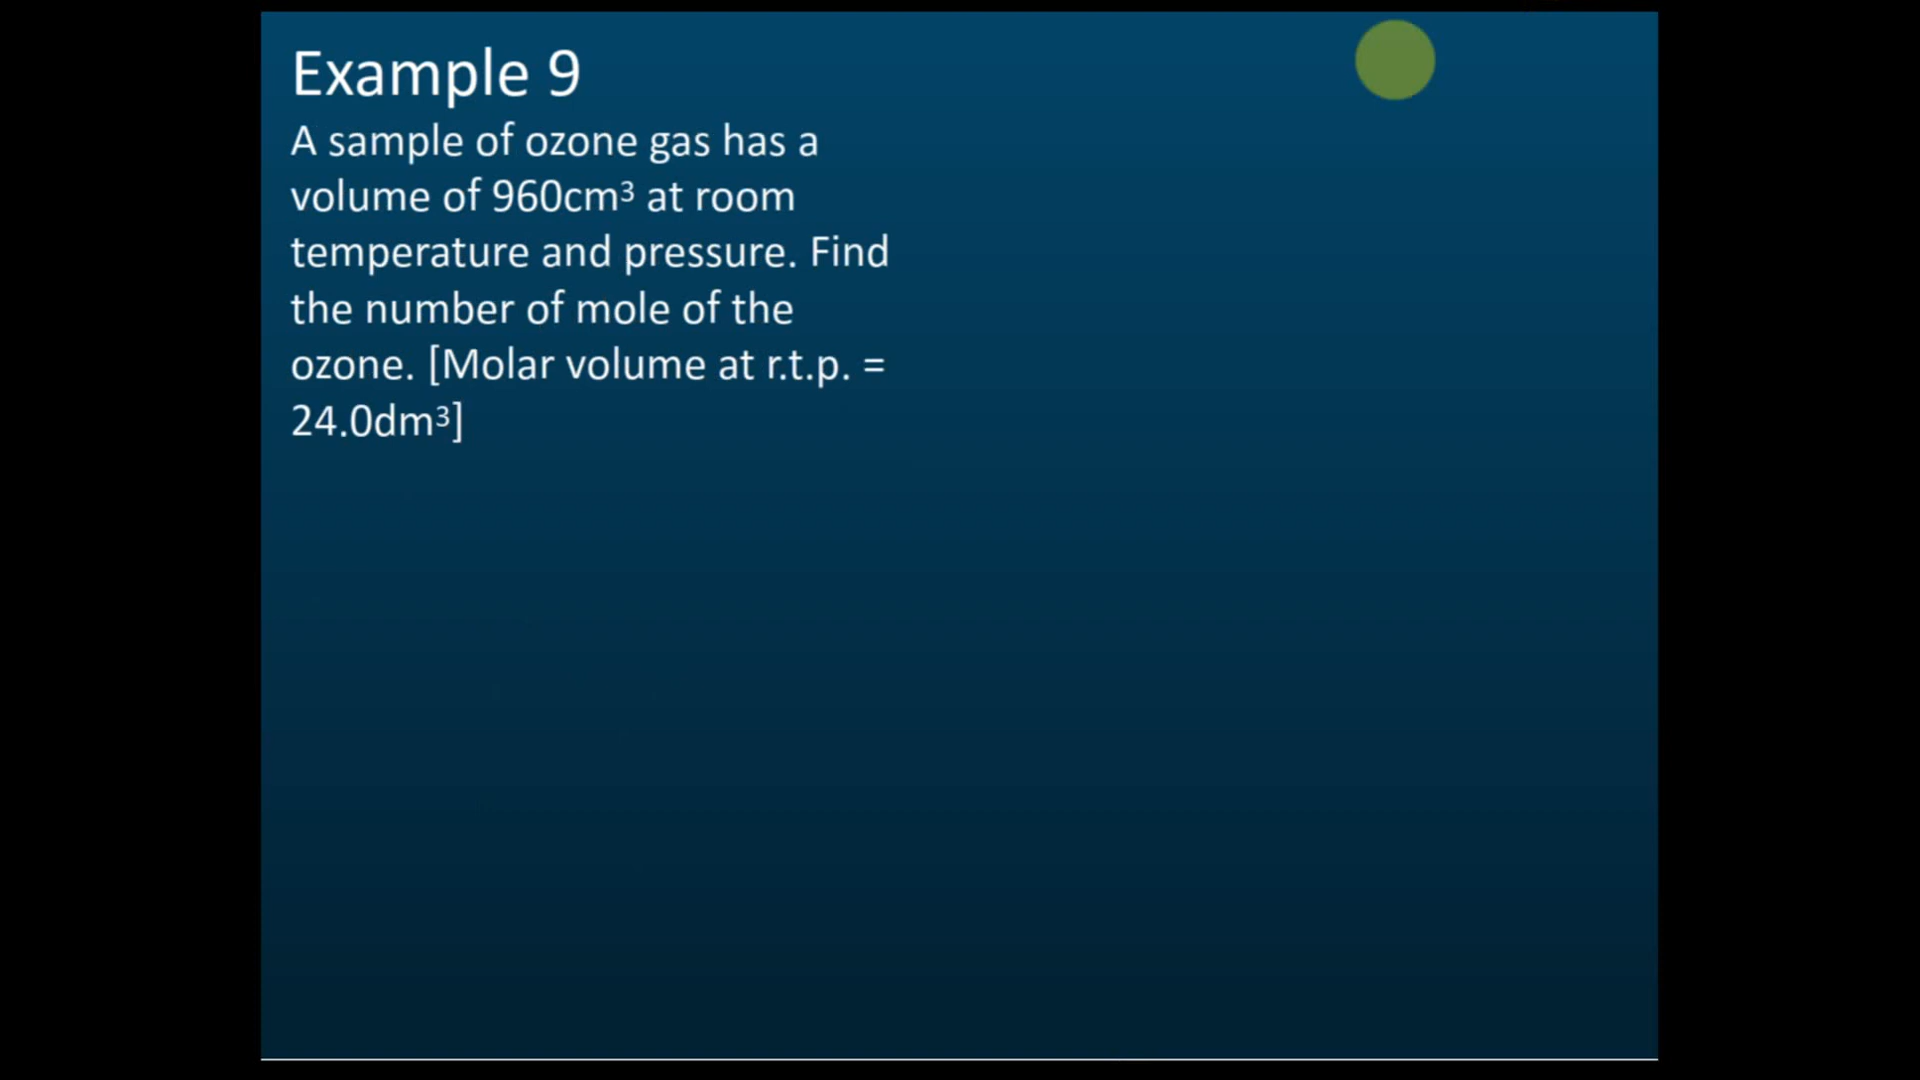 Example 9
A sample of ozone gas has a
volume of 960cm³ at room
temperature and pressure. Find
the number of mole of the
ozone. [Molar volume at r.t.p. =
24.0dm³]